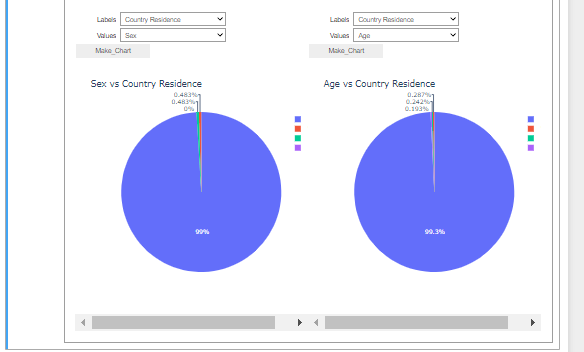 Labels Country Residence
Values Sex
Make_Chart
Sex vs Country Residence
0.483%
0.483%
0%
99%
Labels Country Residence
Values Age
Make_Chart
Age vs Country Residence
0.287%
0.242%
0.193%
99.3%